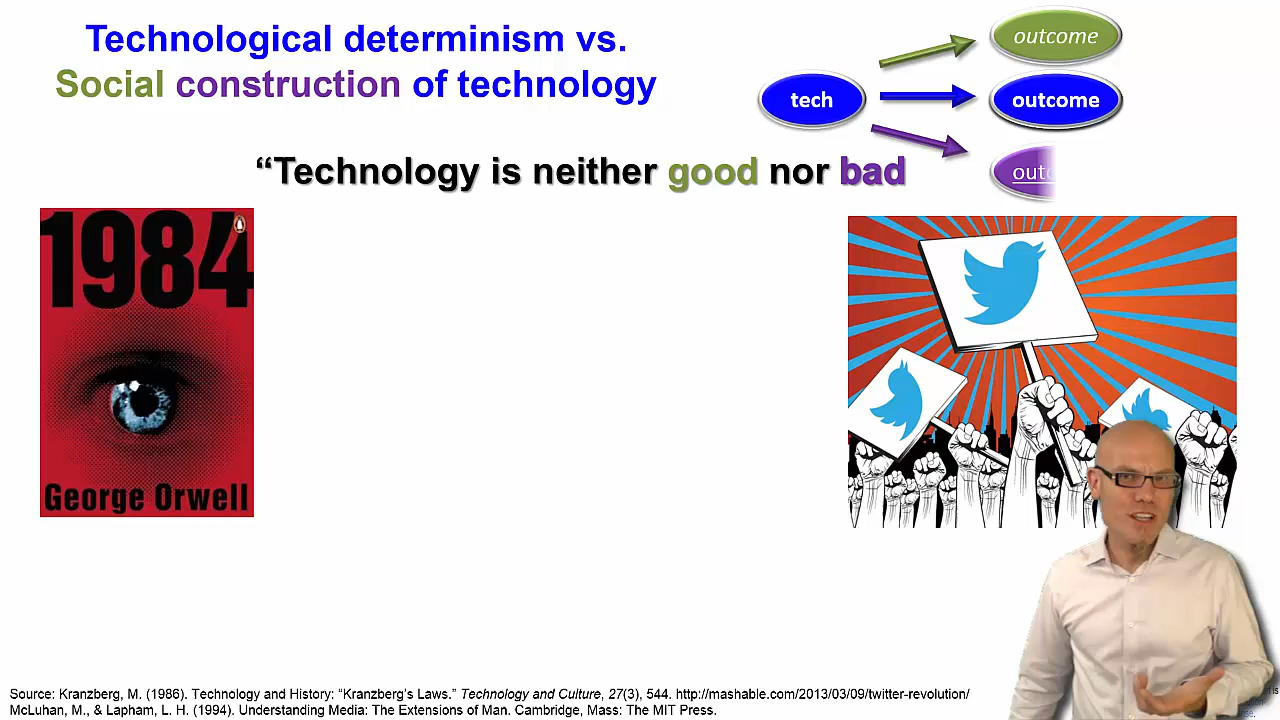 Technological determinism vs.
Social construction of technology
outcome
tech
outcome
“Technology is neither good nor bad
1984
George Orwell
Source: Kranzberg, M. (1986). Technology and History: “Kranzberg’s Laws.” Technology and Culture, 27(3), 544. http://mashable.com/2013/03/09/twitter-revolution/
McLuhan, M., & Lapham, L. H. (1994). Understanding Media: The Extensions of Man. Cambridge, Mass: The MIT Press.